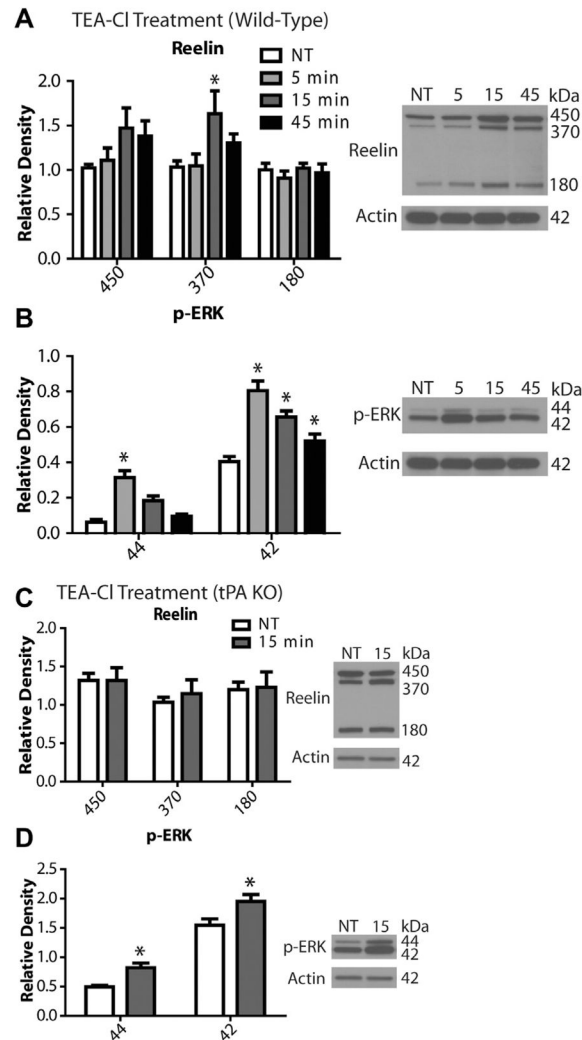 A TEA-Cl Treatment (Wild-Type)
Reelin
NT
5 min
15 min
45 min
Relative Density
2.0
1.5
1.0
0.5
0.0
*
450 370 180
NT 5 15 45 kDa
Reelin
450
370
180
Actin 42
B
p-ERK
Relative Density
1.0
0.8
0.6
0.4
0.2
0.0
* * * *
44 42
NT 5 15 45 kDa
p-ERK
44
42
Actin 42
C TEA-Cl Treatment (tPA KO)
Reelin
NT
15 min
Relative Density
2.0
1.5
1.0
0.5
0.0
450 370 180
NT 15 kDa
Reelin
450
370
180
Actin 42
D
p-ERK
Relative Density
2.5
2.0
1.5
1.0
0.5
0.0
* *
44 42
NT 15 kDa
p-ERK
44
42
Actin 42